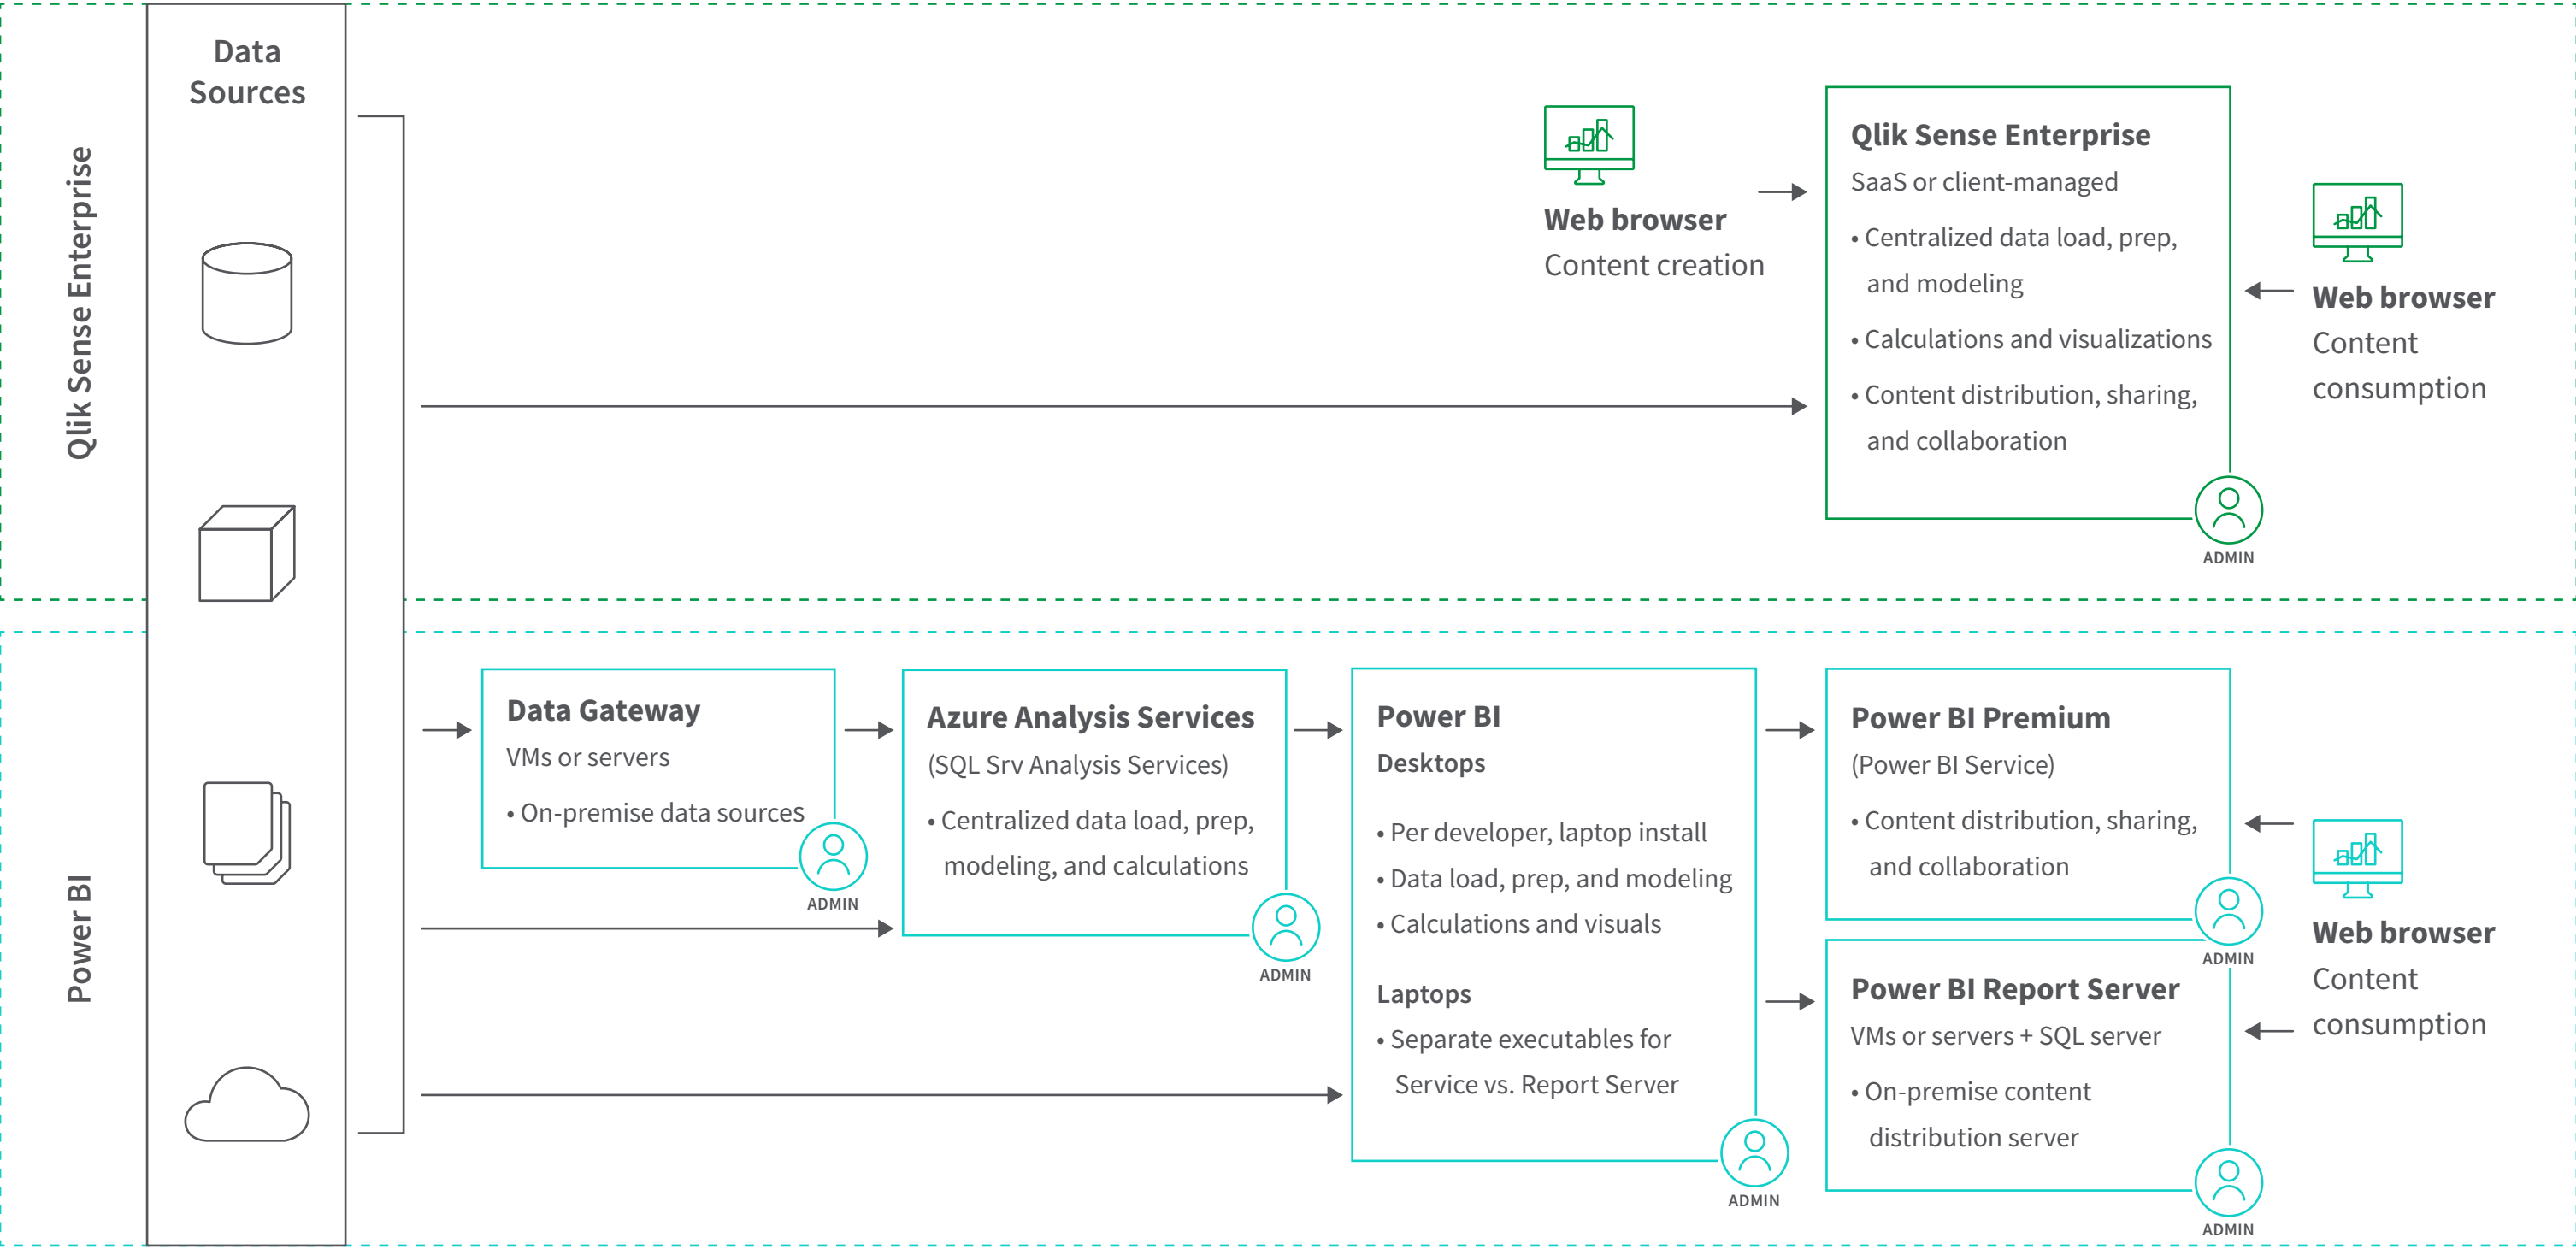 Qlik Sense Enterprise
Data
Sources
Web browser
Content creation
Qlik Sense Enterprise
SaaS or client-managed
• Centralized data load, prep,
and modeling
• Calculations and visualizations
• Content distribution, sharing,
and collaboration
ADMIN
Web browser
Content
consumption
Power BI
Data Gateway
VMs or servers
• On-premise data sources
ADMIN
Azure Analysis Services
(SQL Srv Analysis Services)
• Centralized data load, prep,
modeling, and calculations
ADMIN
Power BI
Desktops
• Per developer, laptop install
• Data load, prep, and modeling
• Calculations and visuals
Laptops
• Separate executables for
Service vs. Report Server
ADMIN
Power BI Premium
(Power BI Service)
• Content distribution, sharing,
and collaboration
ADMIN
Power BI Report Server
VMs or servers + SQL server
• On-premise content
distribution server
ADMIN
Web browser
Content
consumption